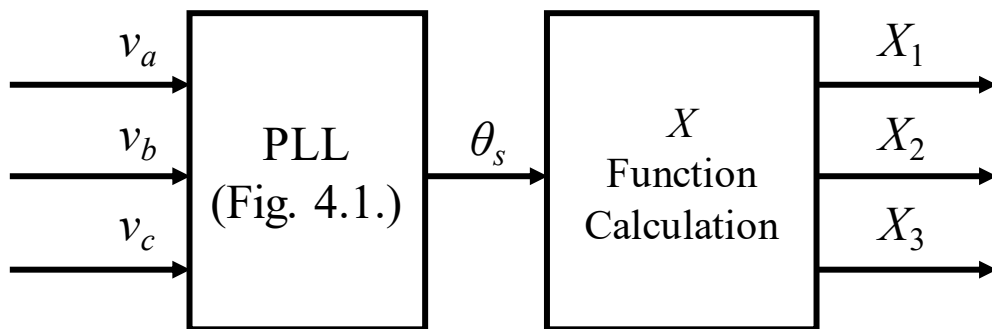 v_a
v_b
v_c
PLL
(Fig. 4.1.)
θ_s
X
Function
Calculation
X_1
X_2
X_3